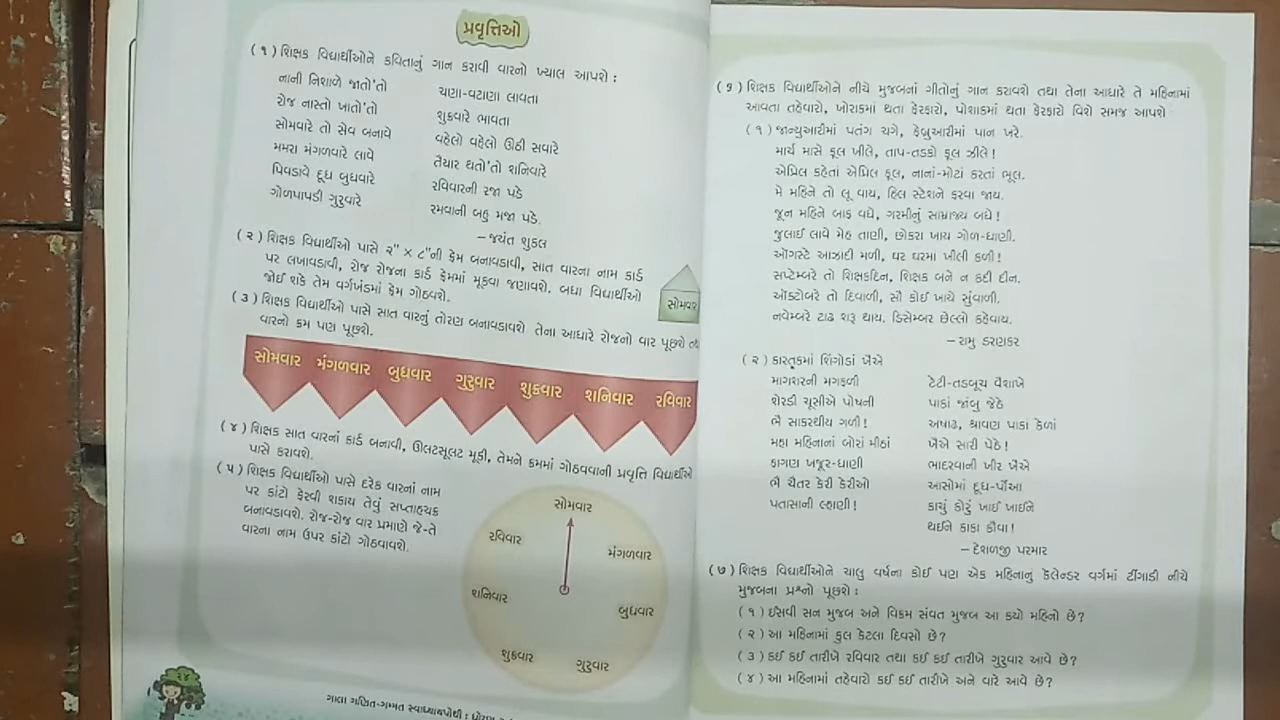 પ્રવૃત્તિઓ
(૧) શિક્ષક વિદ્યાર્થીઓને કવિતાનું ગાન કરાવી વારનો ખ્યાલ આપશે :
નાની નિશાળે જાતો'તો
રોજ નાસ્તો ખાતો'તો
સોમવારે તો સેવ બનાવે
મમરા મંગળવારે લાવે
પિવડાવે દૂધ બુધવારે
ગોળપાપડી ગુરુવારે
ચણા-વટાણા લાવતા
શુક્રવારે ભાવતા
વહેલો વહેલો ઊઠી સવારે
તૈયાર થતો'તો શનિવારે
રવિવારની રજા પડે
રમવાની બહુ મજા પડે.
– જયંત શુકલ
(૨) શિક્ષક વિદ્યાર્થીઓ પાસે ૨" × ૮"ની ફ્રેમ બનાવડાવી, સાત વારના નામ કાર્ડ
પર લખાવડાવી, રોજ રોજના કાર્ડ ફ્રેમમાં મૂકવા જણાવશે. બધા વિદ્યાર્થીઓ
જોઈ શકે તેમ વર્ગખંડમાં ફ્રેમ ગોઠવશે.
સોમવાર
(૩) શિક્ષક વિદ્યાર્થીઓ પાસે સાત વારનું તોરણ બનાવડાવશે તેના આધારે રોજનો વાર પૂછશે
વારનો ક્રમ પણ પૂછશે.
સોમવાર મંગળવાર બુધવાર ગુરુવાર શુક્રવાર શનિવાર રવિવાર
(૪) શિક્ષક સાત વારનાં કાર્ડ બનાવી, ઊલટસૂલટ મૂકી, તેમને ક્રમમાં ગોઠવવાની પ્રવૃત્તિ વિદ્યાર્થીઓ
પાસે કરાવશે.
(૫) શિક્ષક વિદ્યાર્થીઓ પાસે દરેક વારનાં નામ
પર કાંટો ફેરવી શકાય તેવું સપ્તાહચક્ર
બનાવડાવશે. રોજ-રોજ વાર પ્રમાણે જે-તે
વારના નામ ઉપર કાંટો ગોઠવાવશે.
સોમવાર
મંગળવાર
બુધવાર
ગુરુવાર
શુક્રવાર
શનિવાર
રવિવાર
ગાલા ગણિત-ગમ્મત સ્વાધ્યાયપોથી : ધોરણ
(૬) શિક્ષક વિદ્યાર્થીઓને નીચે મુજબનાં ગીતોનું ગાન કરાવશે તથા તેના આધારે તે મહિનામાં
આવતા તહેવારો, ખોરાકમાં થતા ફેરફારો, પોશાકમાં થતા ફેરફારો વિશે સમજ આપશે
(૧) જાન્યુઆરીમાં પતંગ ચગે, ફેબ્રુઆરીમાં પાન ખરે.
માર્ચ માસે ફૂલ ખીલે, તાપ-તડકો ફૂલ ઝીલે!
એપ્રિલ કહેતાં એપ્રિલ ફૂલ, નાનાં-મોટાં કરતાં ભૂલ.
મે મહિને તો લૂ વાય, હિલ સ્ટેશને ફરવા જાય.
જૂન મહિને બાફ વધે, ગરમીનું સામ્રાજ્ય બધે!
જુલાઈ લાવે મેહ તાણી, છોકરા ખાય ગોળ-ધાણી.
ઑગસ્ટે આઝાદી મળી, ઘર ઘરમાં ખીલી કળી!
સપ્ટેમ્બરે તો શિક્ષકદિન, શિક્ષક બને ન કદી દીન.
ઑક્ટોબરે તો દિવાળી, સૌ કોઈ ખાયે સુંવાળી.
નવેમ્બરે ટાઢ શરૂ થાય. ડિસેમ્બર છેલ્લો કહેવાય.
– રામુ ડરણકર
(૨) કારતૂકમાં શિંગોડાં ખૈએ
માગશરની મગફળી
શેરડી ચૂસીએ પોષની
ભૈ સાકરથીય ગળી!
મહા મહિનાનાં બોરાં મીઠાં
ફાગણ ખજૂર-ધાણી
ભૈ ચૈતર કેરી કેરીઓ
પતાસાની લ્હાણી!
ટેટી-તડબૂચ વૈશાખે
પાકાં જાંબુ જેઠે
અષાઢ, શ્રાવણ પાકાં કેળાં
ખૈએ સારી પેઠે!
ભાદરવાની ખીર ખૈએ
આસોમાં દૂધ-પૌંઆ
કાચું કોરું ખાઈ ખાઈને
થઈને કાકા કૌવા!
– દેશળજી પરમાર
(૭) શિક્ષક વિદ્યાર્થીઓને ચાલુ વર્ષના કોઈ પણ એક મહિનાનું કૅલેન્ડર વર્ગમાં ટીંગાડી નીચે
મુજબના પ્રશ્નો પૂછશે :
(૧) ઈસવી સન મુજબ અને વિક્રમ સંવત મુજબ આ કયો મહિનો છે?
(૨) આ મહિનામાં કુલ કેટલા દિવસો છે?
(૩) કઈ કઈ તારીખે રવિવાર તથા કઈ કઈ તારીખે ગુરુવાર આવે છે?
(૪) આ મહિનામાં તહેવારો કઈ કઈ તારીખે અને વારે આવે છે?